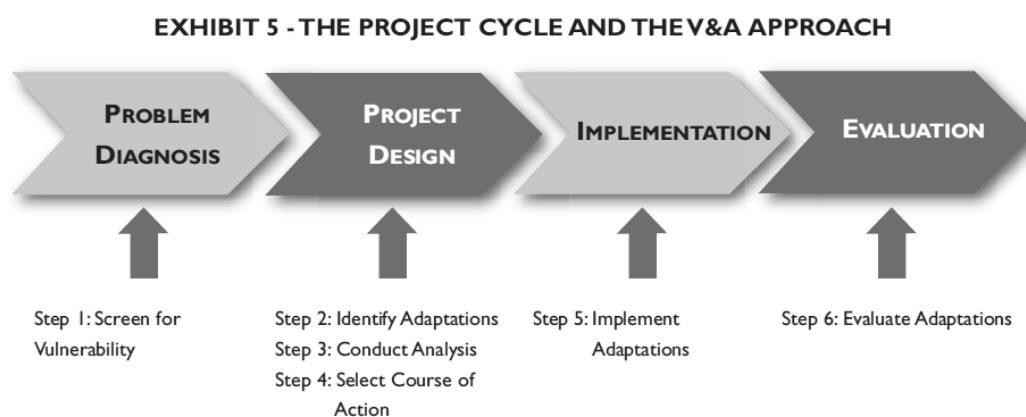 EXHIBIT 5 - THE PROJECT CYCLE AND THE V&A APPROACH
PROBLEM
DIAGNOSIS
PROJECT
DESIGN
IMPLEMENTATION
EVALUATION
Step 1: Screen for
Vulnerability
Step 2: Identify Adaptations
Step 3: Conduct Analysis
Step 4: Select Course of
Action
Step 5: Implement
Adaptations
Step 6: Evaluate Adaptations